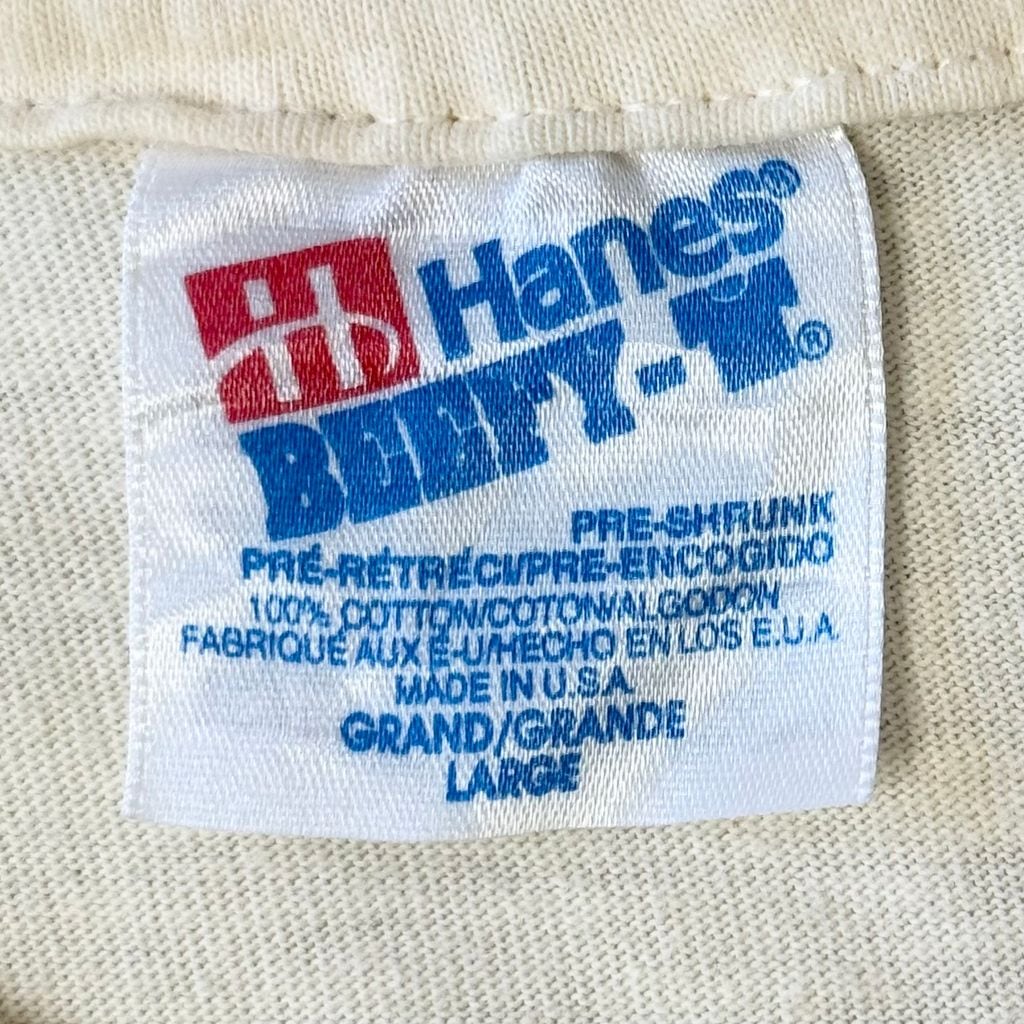 Hanes®
BEEFY-T®
PRE-SHRUNK
PRÉ-RÉTRÉCI/PRE-ENCOGIDO
100% COTTON/COTON/ALGODON
FABRIQUÉ AUX É-U/HECHO EN LOS E.U.A.
MADE IN U.S.A.
GRAND/GRANDE
LARGE